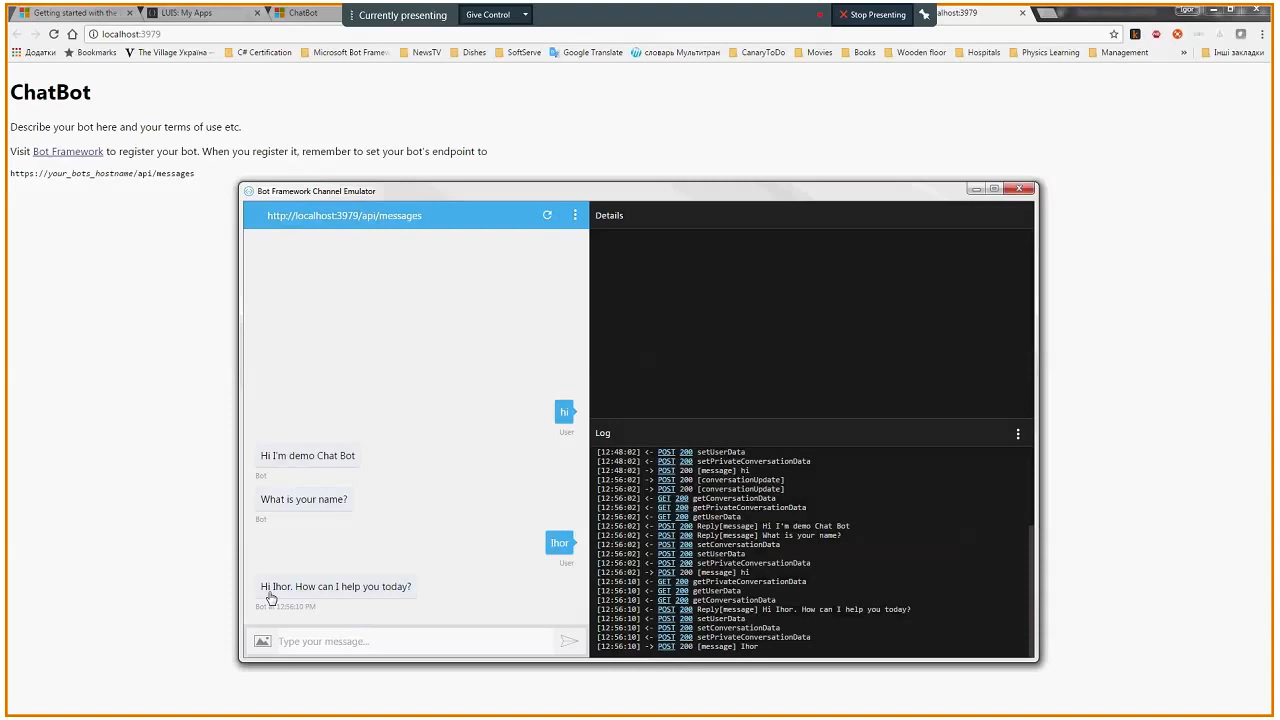 Getting started with the
LUIS: My Apps
ChatBot
Currently presenting
Give Control
Stop Presenting
localhost:3979
Igor
localhost:3979
Додатки
Bookmarks
The Village Україна –
C# Certification
Microsoft Bot Framew
NewsTV
Dishes
SoftServe
Google Translate
словарь Мультитран
CanaryToDo
Movies
Books
Wooden floor
Hospitals
Physics Learning
Management
»
Інші закладки
ChatBot
Describe your bot here and your terms of use etc.
Visit Bot Framework to register your bot. When you register it, remember to set your bot's endpoint to
https://your_bots_hostname/api/messages
Bot Framework Channel Emulator
http://localhost:3979/api/messages
Details
hi
User
Hi I'm demo Chat Bot
Bot
What is your name?
Bot
Ihor
User
Hi Ihor. How can I help you today?
Bot at 12:56:10 PM
Type your message...
Log
[12:48:02] <- POST 200 setUserData
[12:48:02] <- POST 200 setPrivateConversationData
[12:48:02] -> POST 200 [message] hi
[12:56:02] -> POST 200 [conversationUpdate]
[12:56:02] -> POST 200 [conversationUpdate]
[12:56:02] <- GET 200 getConversationData
[12:56:02] <- GET 200 getPrivateConversationData
[12:56:02] <- GET 200 getUserData
[12:56:02] <- POST 200 Reply[message] Hi I'm demo Chat Bot
[12:56:02] <- POST 200 Reply[message] What is your name?
[12:56:02] <- POST 200 setConversationData
[12:56:02] <- POST 200 setUserData
[12:56:02] <- POST 200 setPrivateConversationData
[12:56:02] -> POST 200 [message] hi
[12:56:10] <- GET 200 getPrivateConversationData
[12:56:10] <- GET 200 getUserData
[12:56:10] <- GET 200 getConversationData
[12:56:10] <- POST 200 Reply[message] Hi Ihor. How can I help you today?
[12:56:10] <- POST 200 setUserData
[12:56:10] <- POST 200 setConversationData
[12:56:10] <- POST 200 setPrivateConversationData
[12:56:10] -> POST 200 [message] Ihor